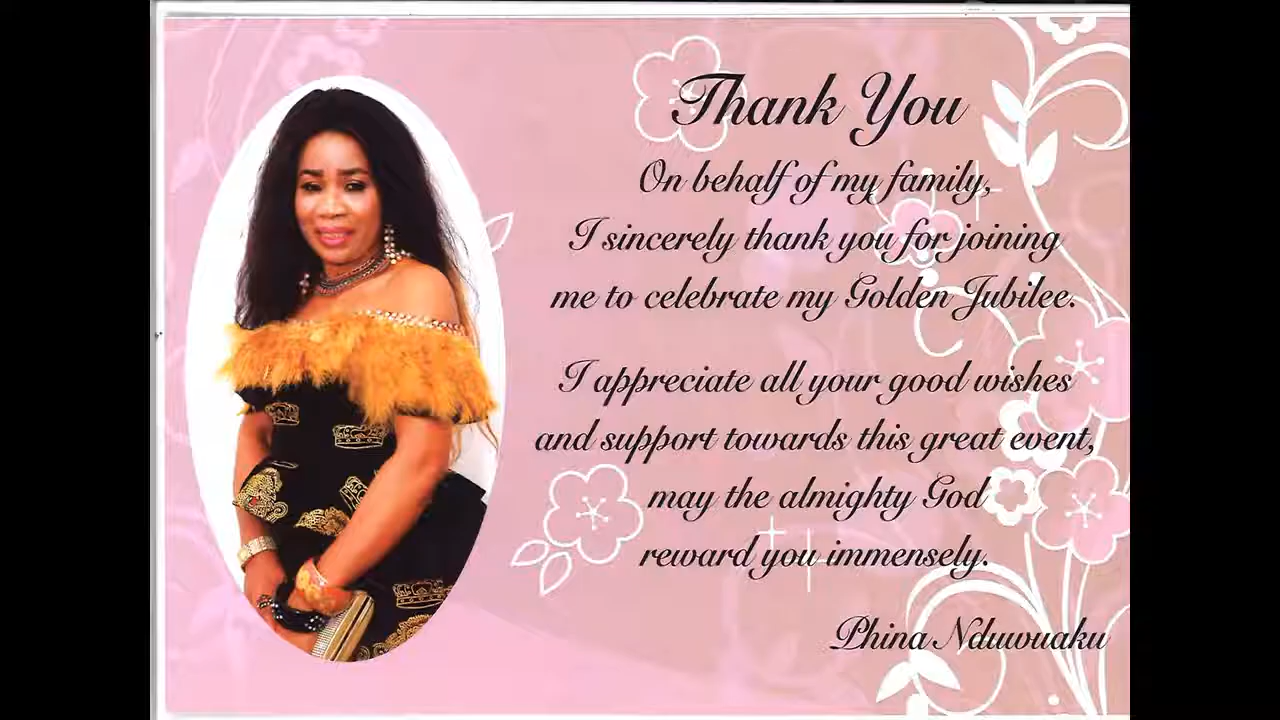 Thank You
On behalf of my family,
I sincerely thank you for joining
me to celebrate my Golden Jubilee.
I appreciate all your good wishes
and support towards this great event,
may the almighty God
reward you immensely.
Phina Nduwuaku